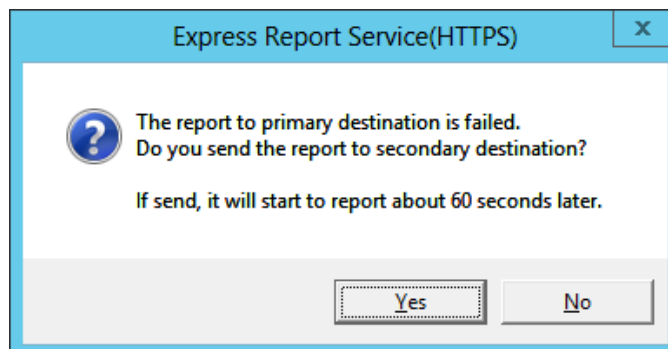 Express Report Service(HTTPS)
x
?
The report to primary destination is failed.
Do you send the report to secondary destination?
If send, it will start to report about 60 seconds later.
Yes
No